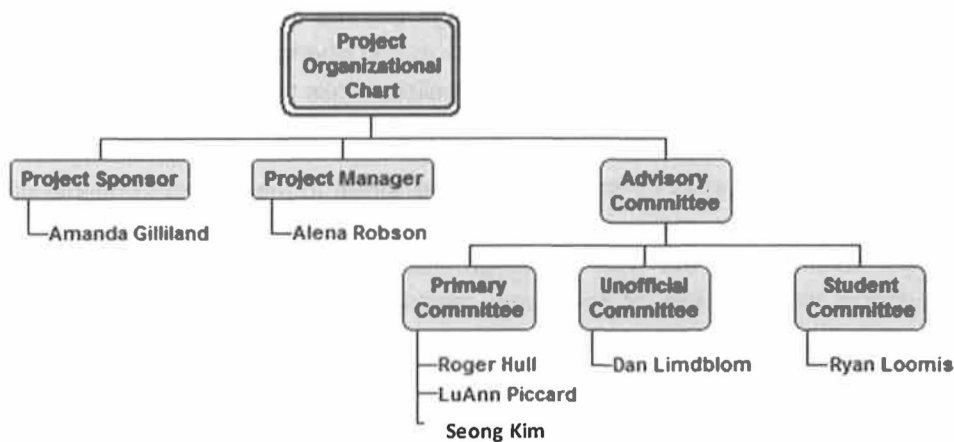 Project
Organizational
Chart
Project Sponsor
Project Manager
Advisory
Committee
Amanda Gilliland
Alena Robson
Primary
Committee
Unofficial
Committee
Student
Committee
Roger Hull
Dan Limdblom
Ryan Loomis
LuAnn Piccard
Seong Kim